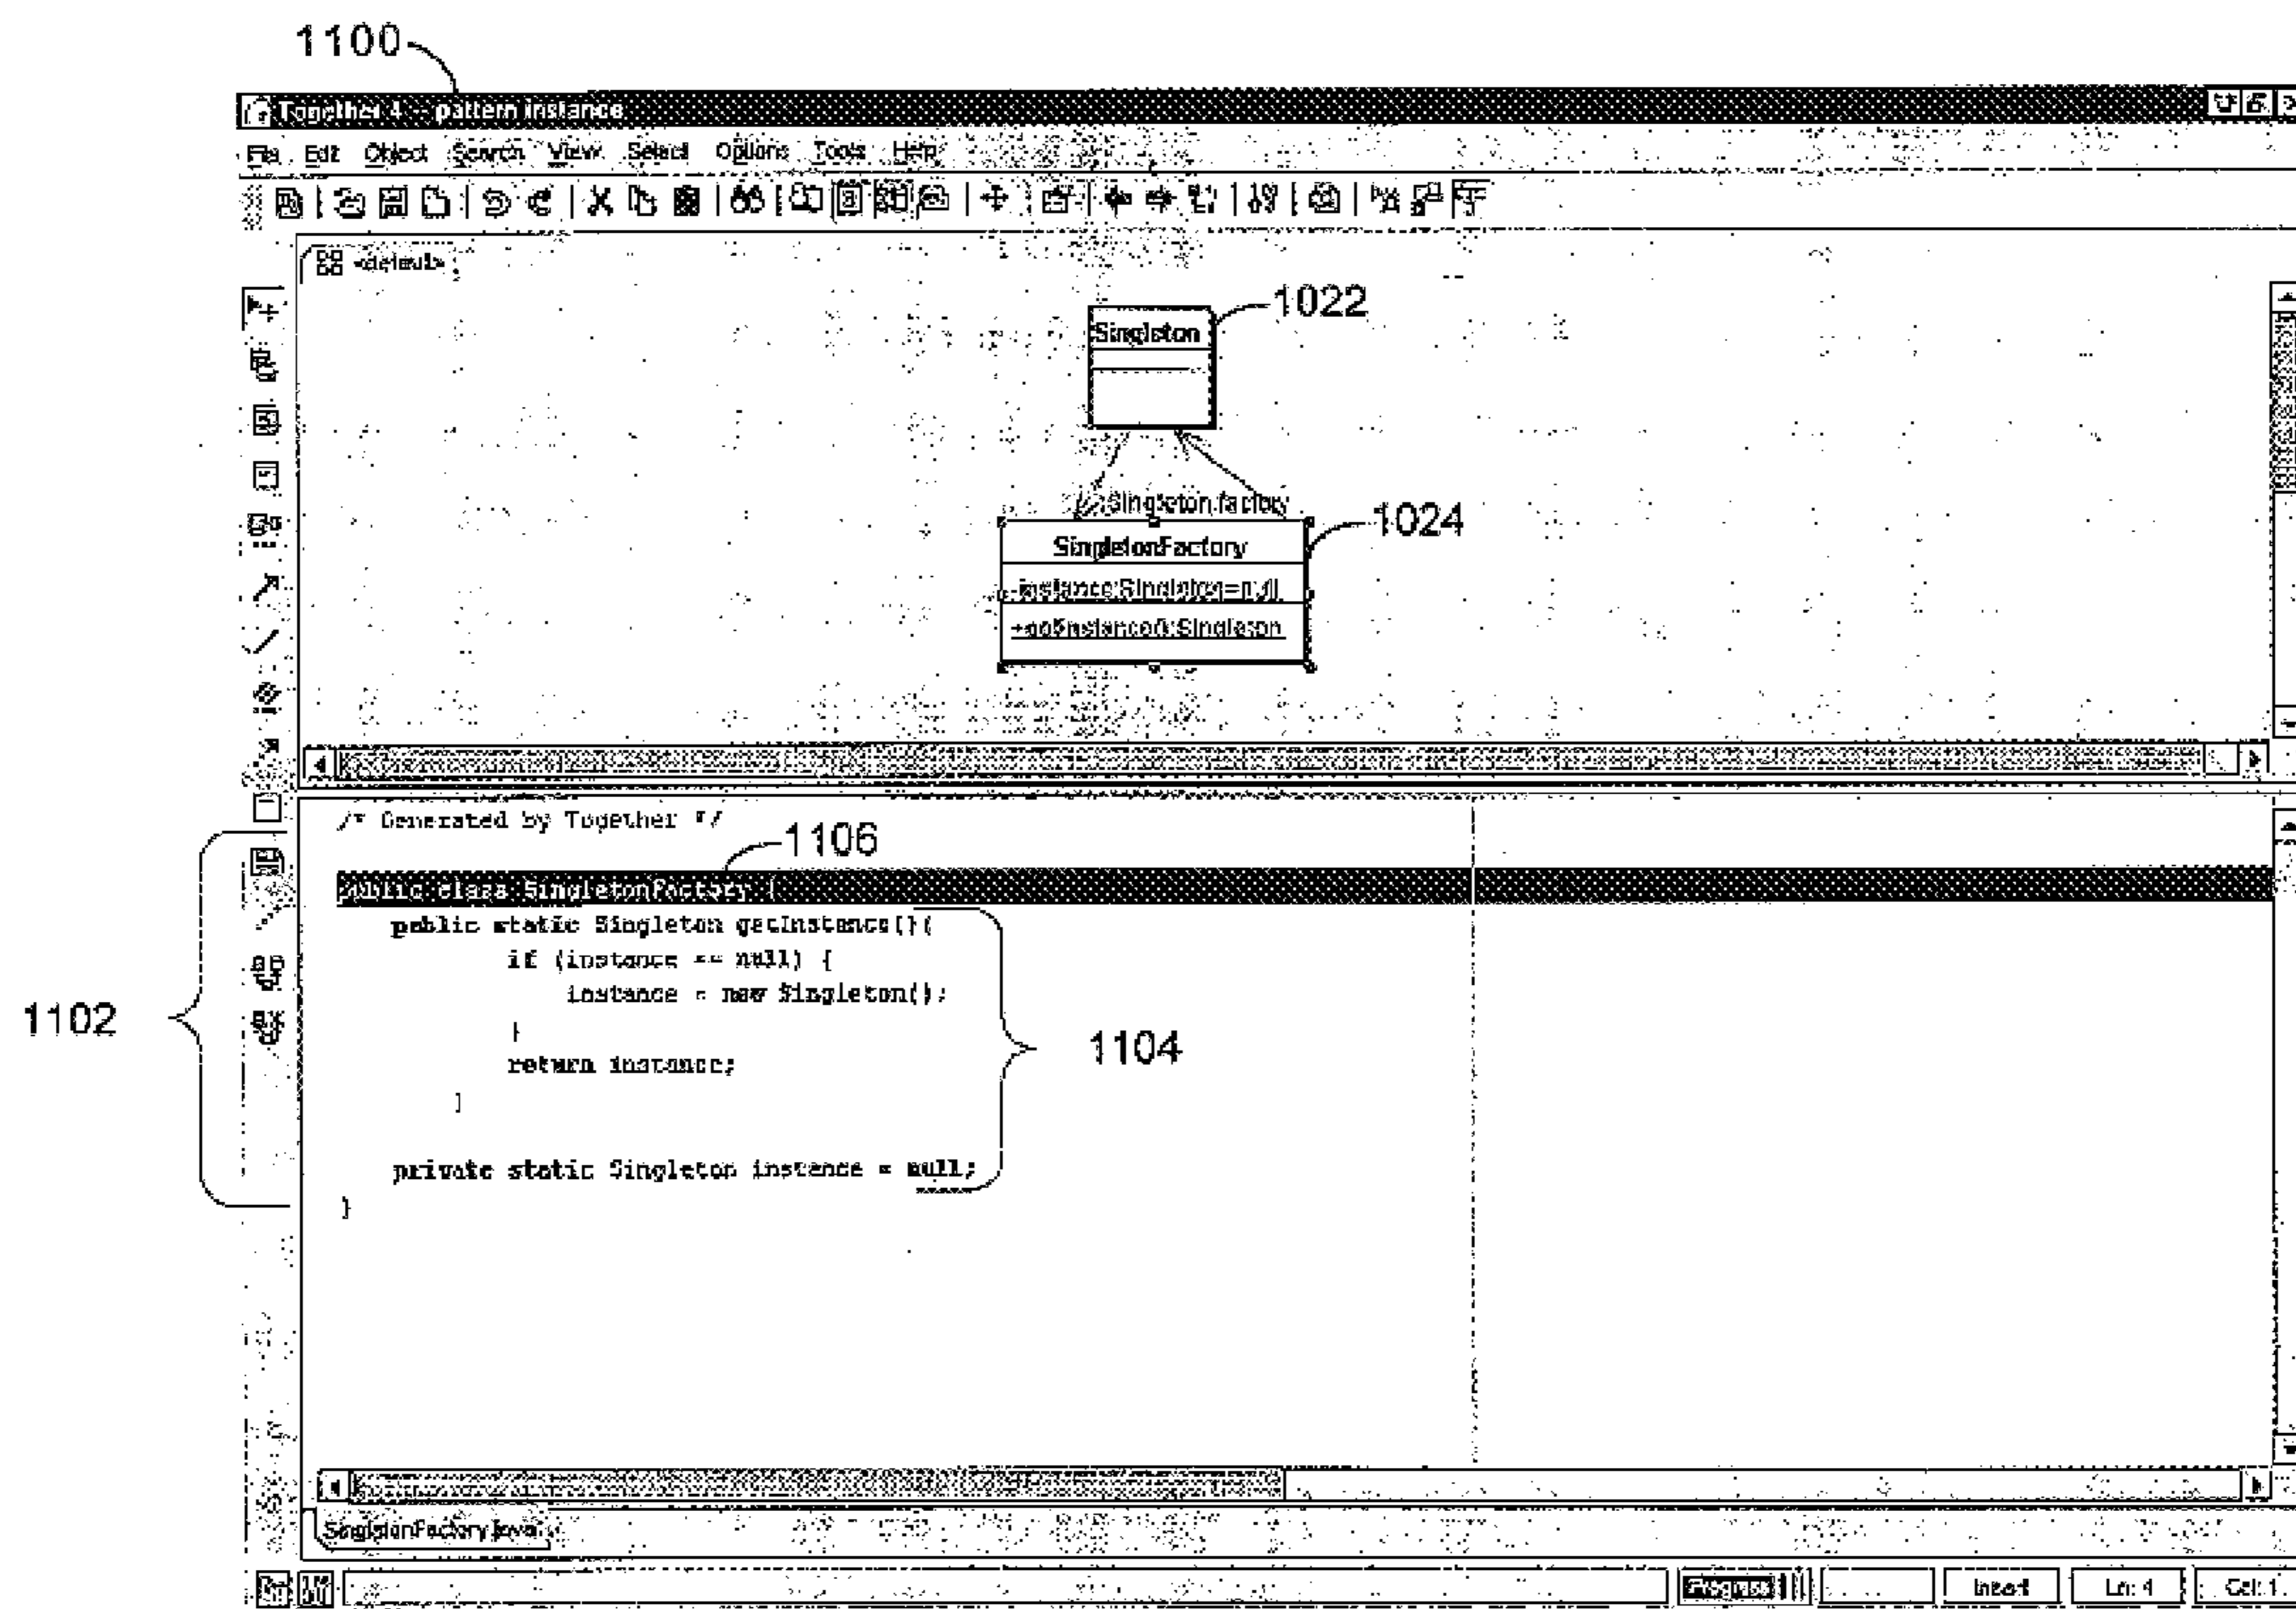 1100
Together 4 -- pattern instance
File Edit Object Search View Select Options Tools Help
<default>
1022
Singleton
Singleton factory
1024
SingletonFactory
-instance:Singleton=null
+getInstance():Singleton
/* Generated by Together */
1106
public class SingletonFactory {
public static Singleton getInstance(){
if (instance == null) {
instance = new Singleton();
}
return instance;
}
1102
1104
private static Singleton instance = null;
}
SingletonFactory.java
Progress Insert Ln: 4 Col: 1